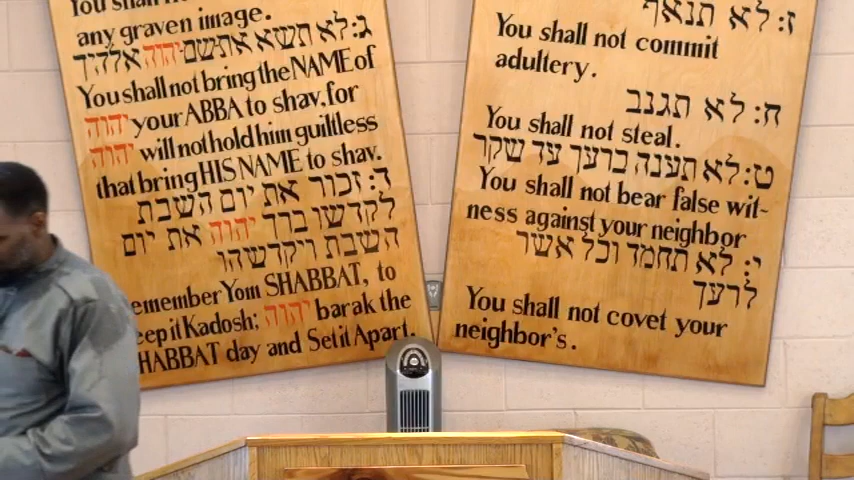 You shall
any graven image.
ג: לא תשא את-שם-יהוה אלהיך
You shall not bring the NAME of
יהוה your ABBA to shav, for
יהוה will not hold him guiltless
that bring HIS NAME to shav.
ד: זכור את יום השבת
לקדשו ברך יהוה את יום
השבת ויקדשהו
emember Yom SHABBAT, to
eep it Kadosh; יהוה barak the
HABBAT day and Set it Apart.
ז: לא תנאף
You shall not commit
adultery.
ח: לא תגנב
You shall not steal.
ט: לא תענה ברעך עד שקר
You shall not bear false wit-
ness against your neighbor
י: לא תחמד וכל אשר
לרעך
You shall not covet your
neighbor's.